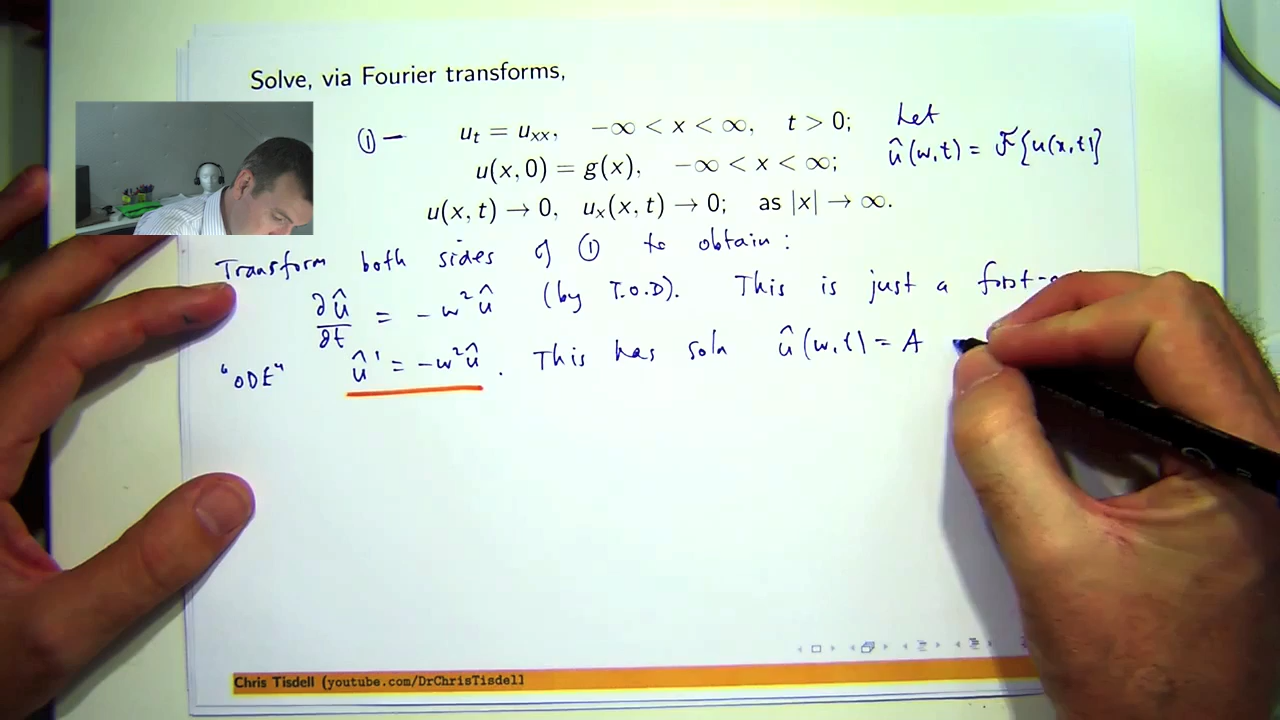 Solve, via Fourier transforms,
① — u_t = u_xx, −∞ < x < ∞, t > 0; Let
u(x, 0) = g(x), −∞ < x < ∞; û(w,t) = F{u(x,t)}
u(x, t) → 0, u_x(x, t) → 0; as |x| → ∞.
Transform both sides of ① to obtain:
∂û/∂t = −w²û (by T.O.D). This is just a first-
"ODE" û' = −w²û. This has soln û(w,t) = A
Chris Tisdell (youtube.com/DrChrisTisdell